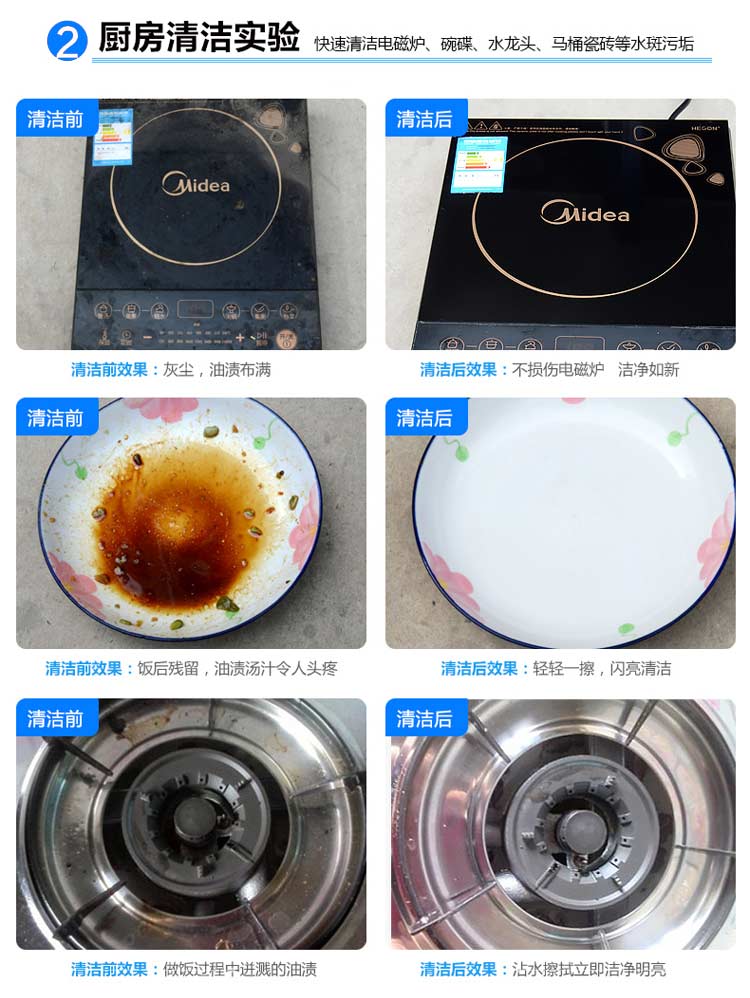 2 厨房清洁实验 快速清洁电磁炉、碗碟、水龙头、马桶瓷砖等水斑污垢
清洁前 清洁后
HEGON
Midea Midea
清洁前效果：灰尘，油渍布满 清洁后效果：不损伤电磁炉 洁净如新
清洁前 清洁后
清洁前效果：饭后残留，油渍汤汁令人头疼 清洁后效果：轻轻一擦，闪亮清洁
清洁前 清洁后
清洁前效果：做饭过程中迸溅的油渍 清洁后效果：沾水擦拭立即洁净明亮